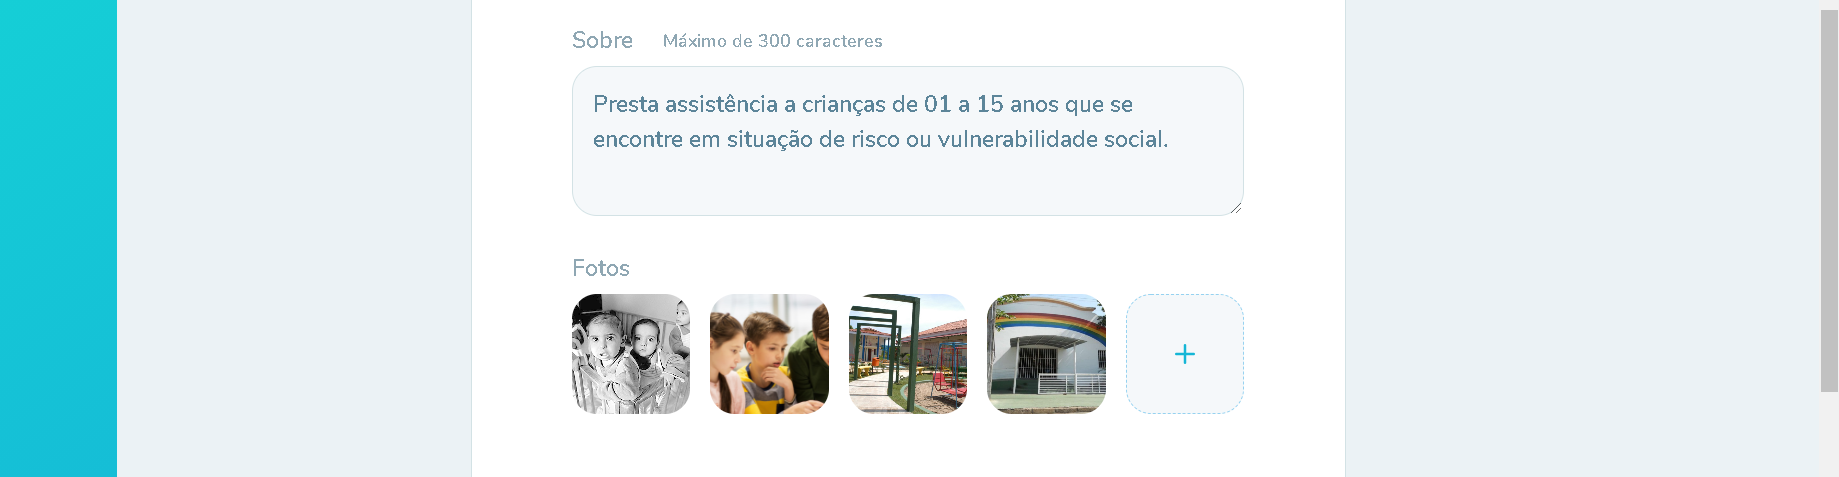 Sobre Máximo de 300 caracteres
Presta assistência a crianças de 01 a 15 anos que se
encontre em situação de risco ou vulnerabilidade social.
Fotos